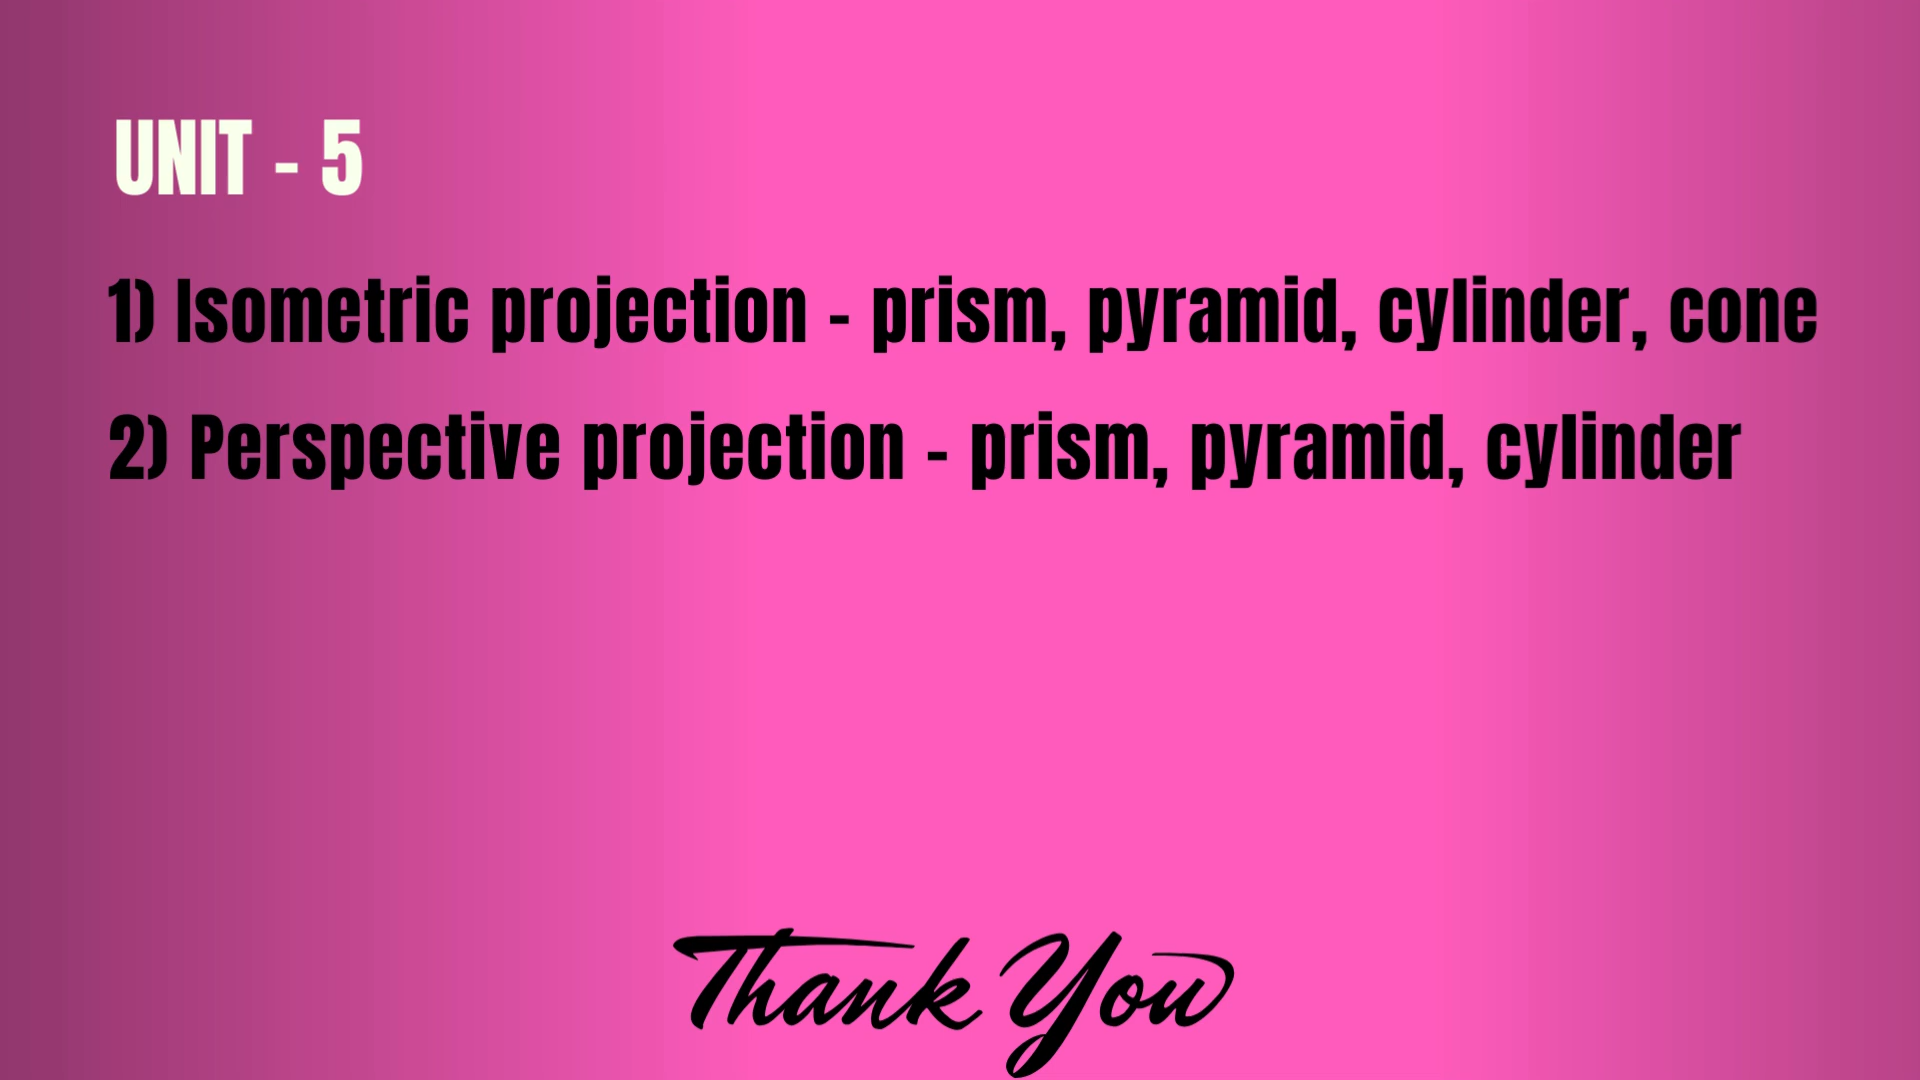 UNIT - 5
1) Isometric projection - prism, pyramid, cylinder, cone
2) Perspective projection - prism, pyramid, cylinder
Thank You